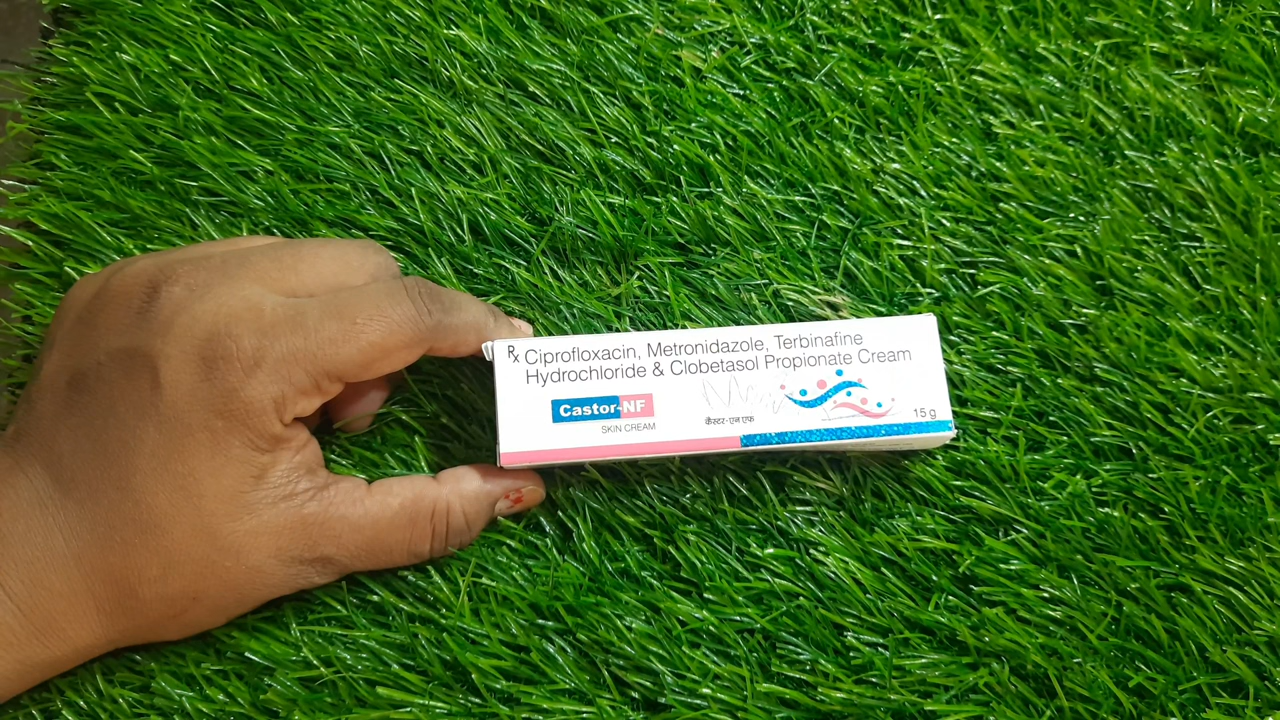 Rx Ciprofloxacin, Metronidazole, Terbinafine
Hydrochloride & Clobetasol Propionate Cream
Castor-NF
SKIN CREAM
कैस्टर-एन एफ
15 g